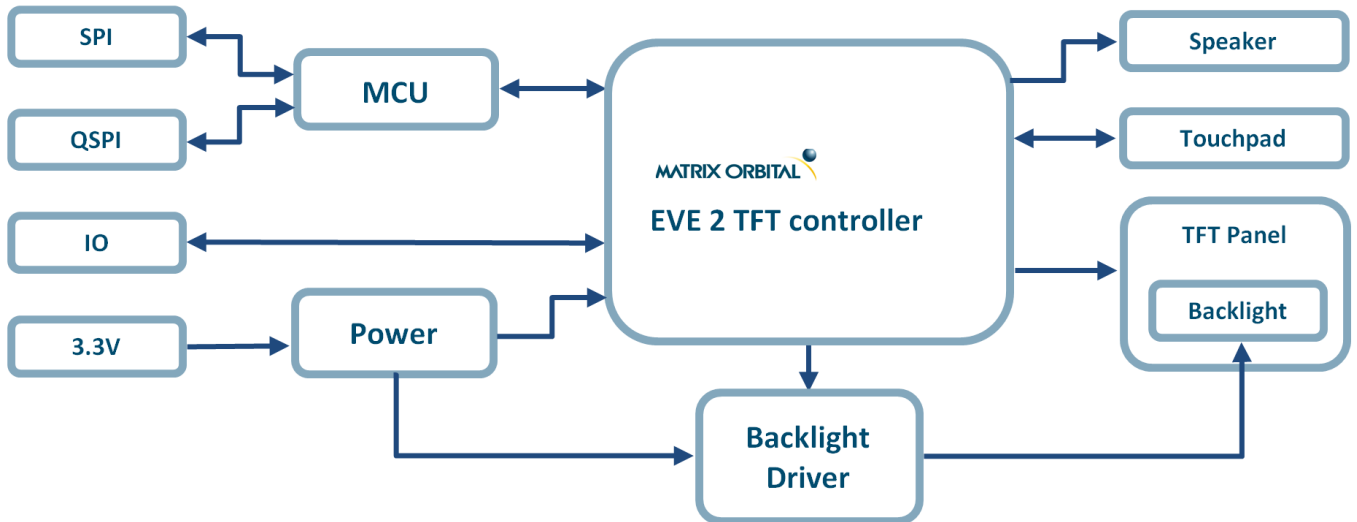 SPI
QSPI
IO
3.3V
MCU
Power
MATRIX ORBITAL
EVE 2 TFT controller
Backlight
Driver
Speaker
Touchpad
TFT Panel
Backlight